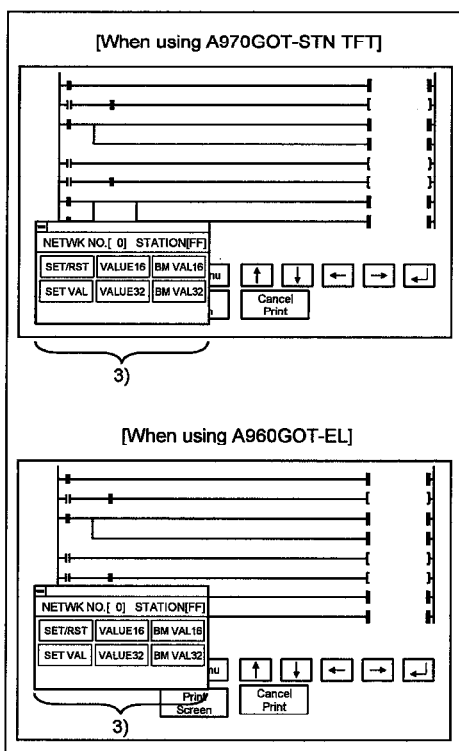 [When using A970GOT-STN TFT]
NETWK NO.[ 0] STATION[FF]
SET/RST VALUE16 BM VAL16
nu ↑ ↓ ← → ↵
SET VAL VALUE32 BM VAL32
n Cancel
Print
3)
[When using A960GOT-EL]
NETWK NO.[ 0] STATION[FF]
SET/RST VALUE16 BM VAL16
SET VAL VALUE32 BM VAL32
nu ↑ ↓ ← → ↵
Print Cancel
Screen Print
3)